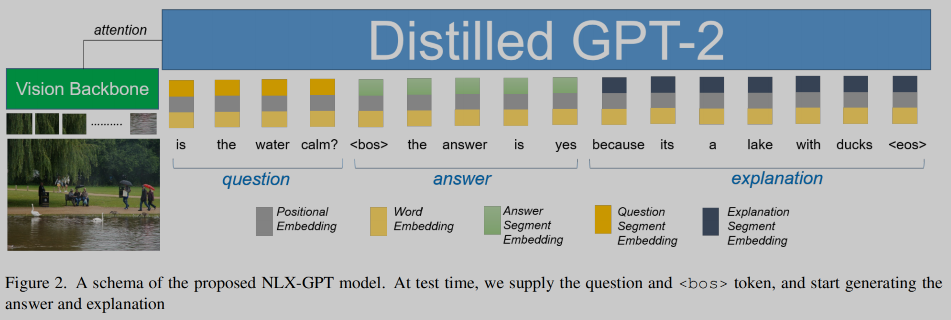 attention
Distilled GPT-2
Vision Backbone
..........
is the water calm? <bos> the answer is yes because its a lake with ducks <eos>
question answer explanation
Positional Embedding
Word Embedding
Answer Segment Embedding
Question Segment Embedding
Explanation Segment Embedding
Figure 2. A schema of the proposed NLX-GPT model. At test time, we supply the question and <bos> token, and start generating the
answer and explanation